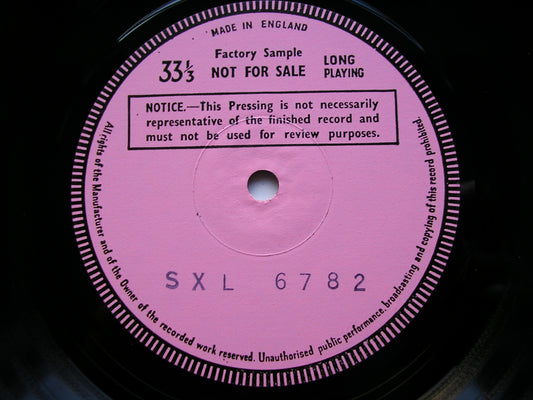 MADE IN ENGLAND
Factory Sample
33⅓ NOT FOR SALE LONG
PLAYING
NOTICE.—This Pressing is not necessarily
representative of the finished record and
must not be used for review purposes.
SXL 6782
All rights of the Manufacturer and of the Owner of the recorded work reserved. Unauthorised public performance, broadcasting and copying of this record prohibited.